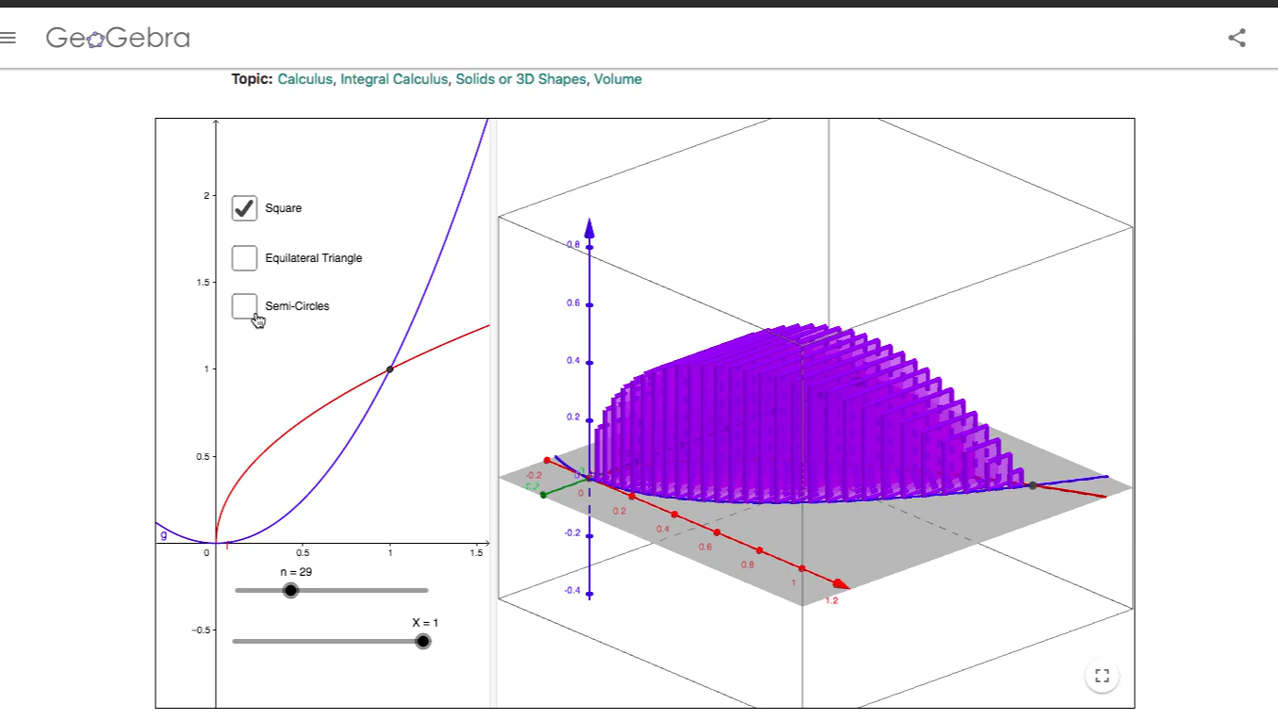 GeoGebra
Topic: Calculus, Integral Calculus, Solids or 3D Shapes, Volume
2
Square
Equilateral Triangle
1.5
Semi-Circles
1
0.5
g
0
f
0.5
1
1.5
n = 29
X = 1
−0.5
0.8
0.6
0.4
0.2
0
-0.2
-0.4
-0.2
0
0.2
0.4
0.6
0.8
1
1.2